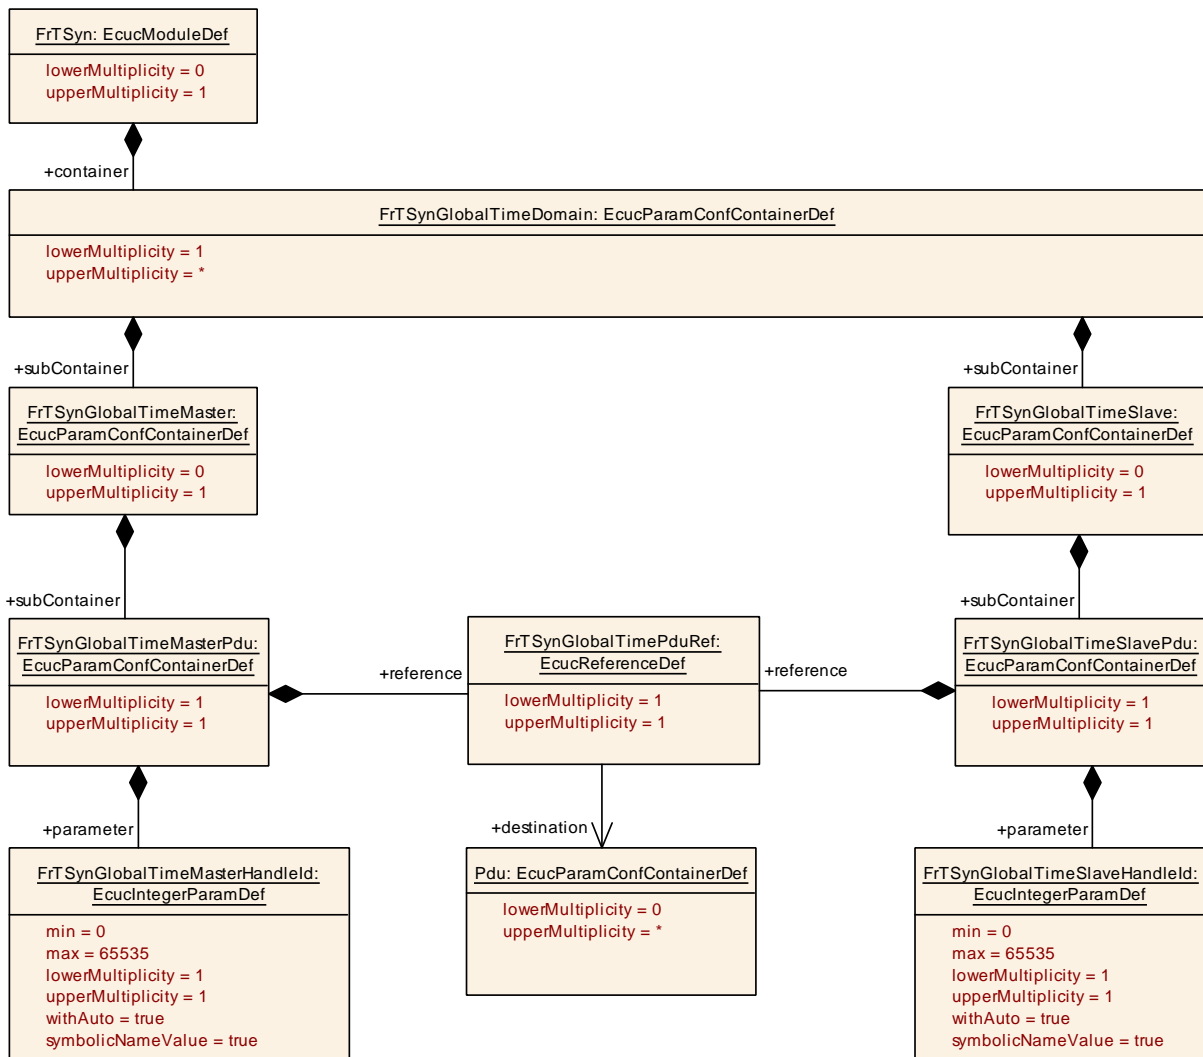 FrTSyn: EcucModuleDef
lowerMultiplicity = 0
upperMultiplicity = 1
+container
FrTSynGlobalTimeDomain: EcucParamConfContainerDef
lowerMultiplicity = 1
upperMultiplicity = *
+subContainer
+subContainer
FrTSynGlobalTimeMaster:
EcucParamConfContainerDef
lowerMultiplicity = 0
upperMultiplicity = 1
FrTSynGlobalTimeSlave:
EcucParamConfContainerDef
lowerMultiplicity = 0
upperMultiplicity = 1
+subContainer
+subContainer
FrTSynGlobalTimeMasterPdu:
EcucParamConfContainerDef
lowerMultiplicity = 1
upperMultiplicity = 1
+reference
FrTSynGlobalTimePduRef:
EcucReferenceDef
lowerMultiplicity = 1
upperMultiplicity = 1
+reference
FrTSynGlobalTimeSlavePdu:
EcucParamConfContainerDef
lowerMultiplicity = 1
upperMultiplicity = 1
+parameter
+destination
+parameter
FrTSynGlobalTimeMasterHandleId:
EcucIntegerParamDef
min = 0
max = 65535
lowerMultiplicity = 1
upperMultiplicity = 1
withAuto = true
symbolicNameValue = true
Pdu: EcucParamConfContainerDef
lowerMultiplicity = 0
upperMultiplicity = *
FrTSynGlobalTimeSlaveHandleId:
EcucIntegerParamDef
min = 0
max = 65535
lowerMultiplicity = 1
upperMultiplicity = 1
withAuto = true
symbolicNameValue = true